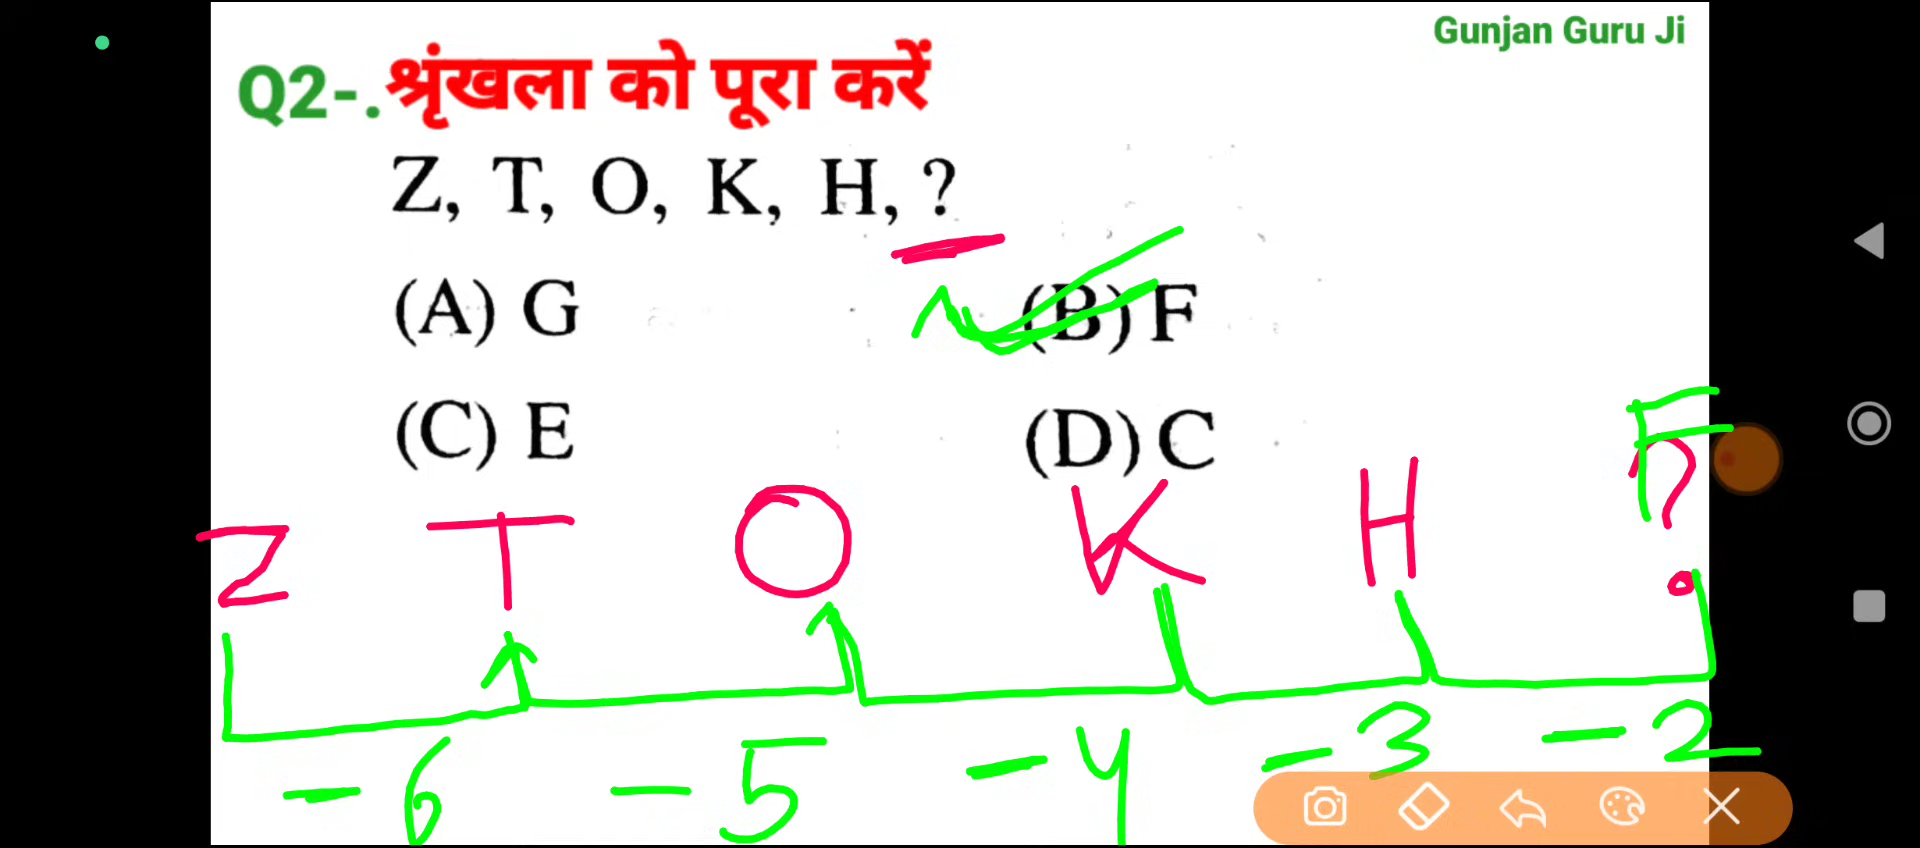 Gunjan Guru Ji
Q2-.श्रृंखला को पूरा करें
Z, T, O, K, H, ?
(A) G (B) F
(C) E (D) C
Z T O K H ? F
-6 -5 -4 -3 -2